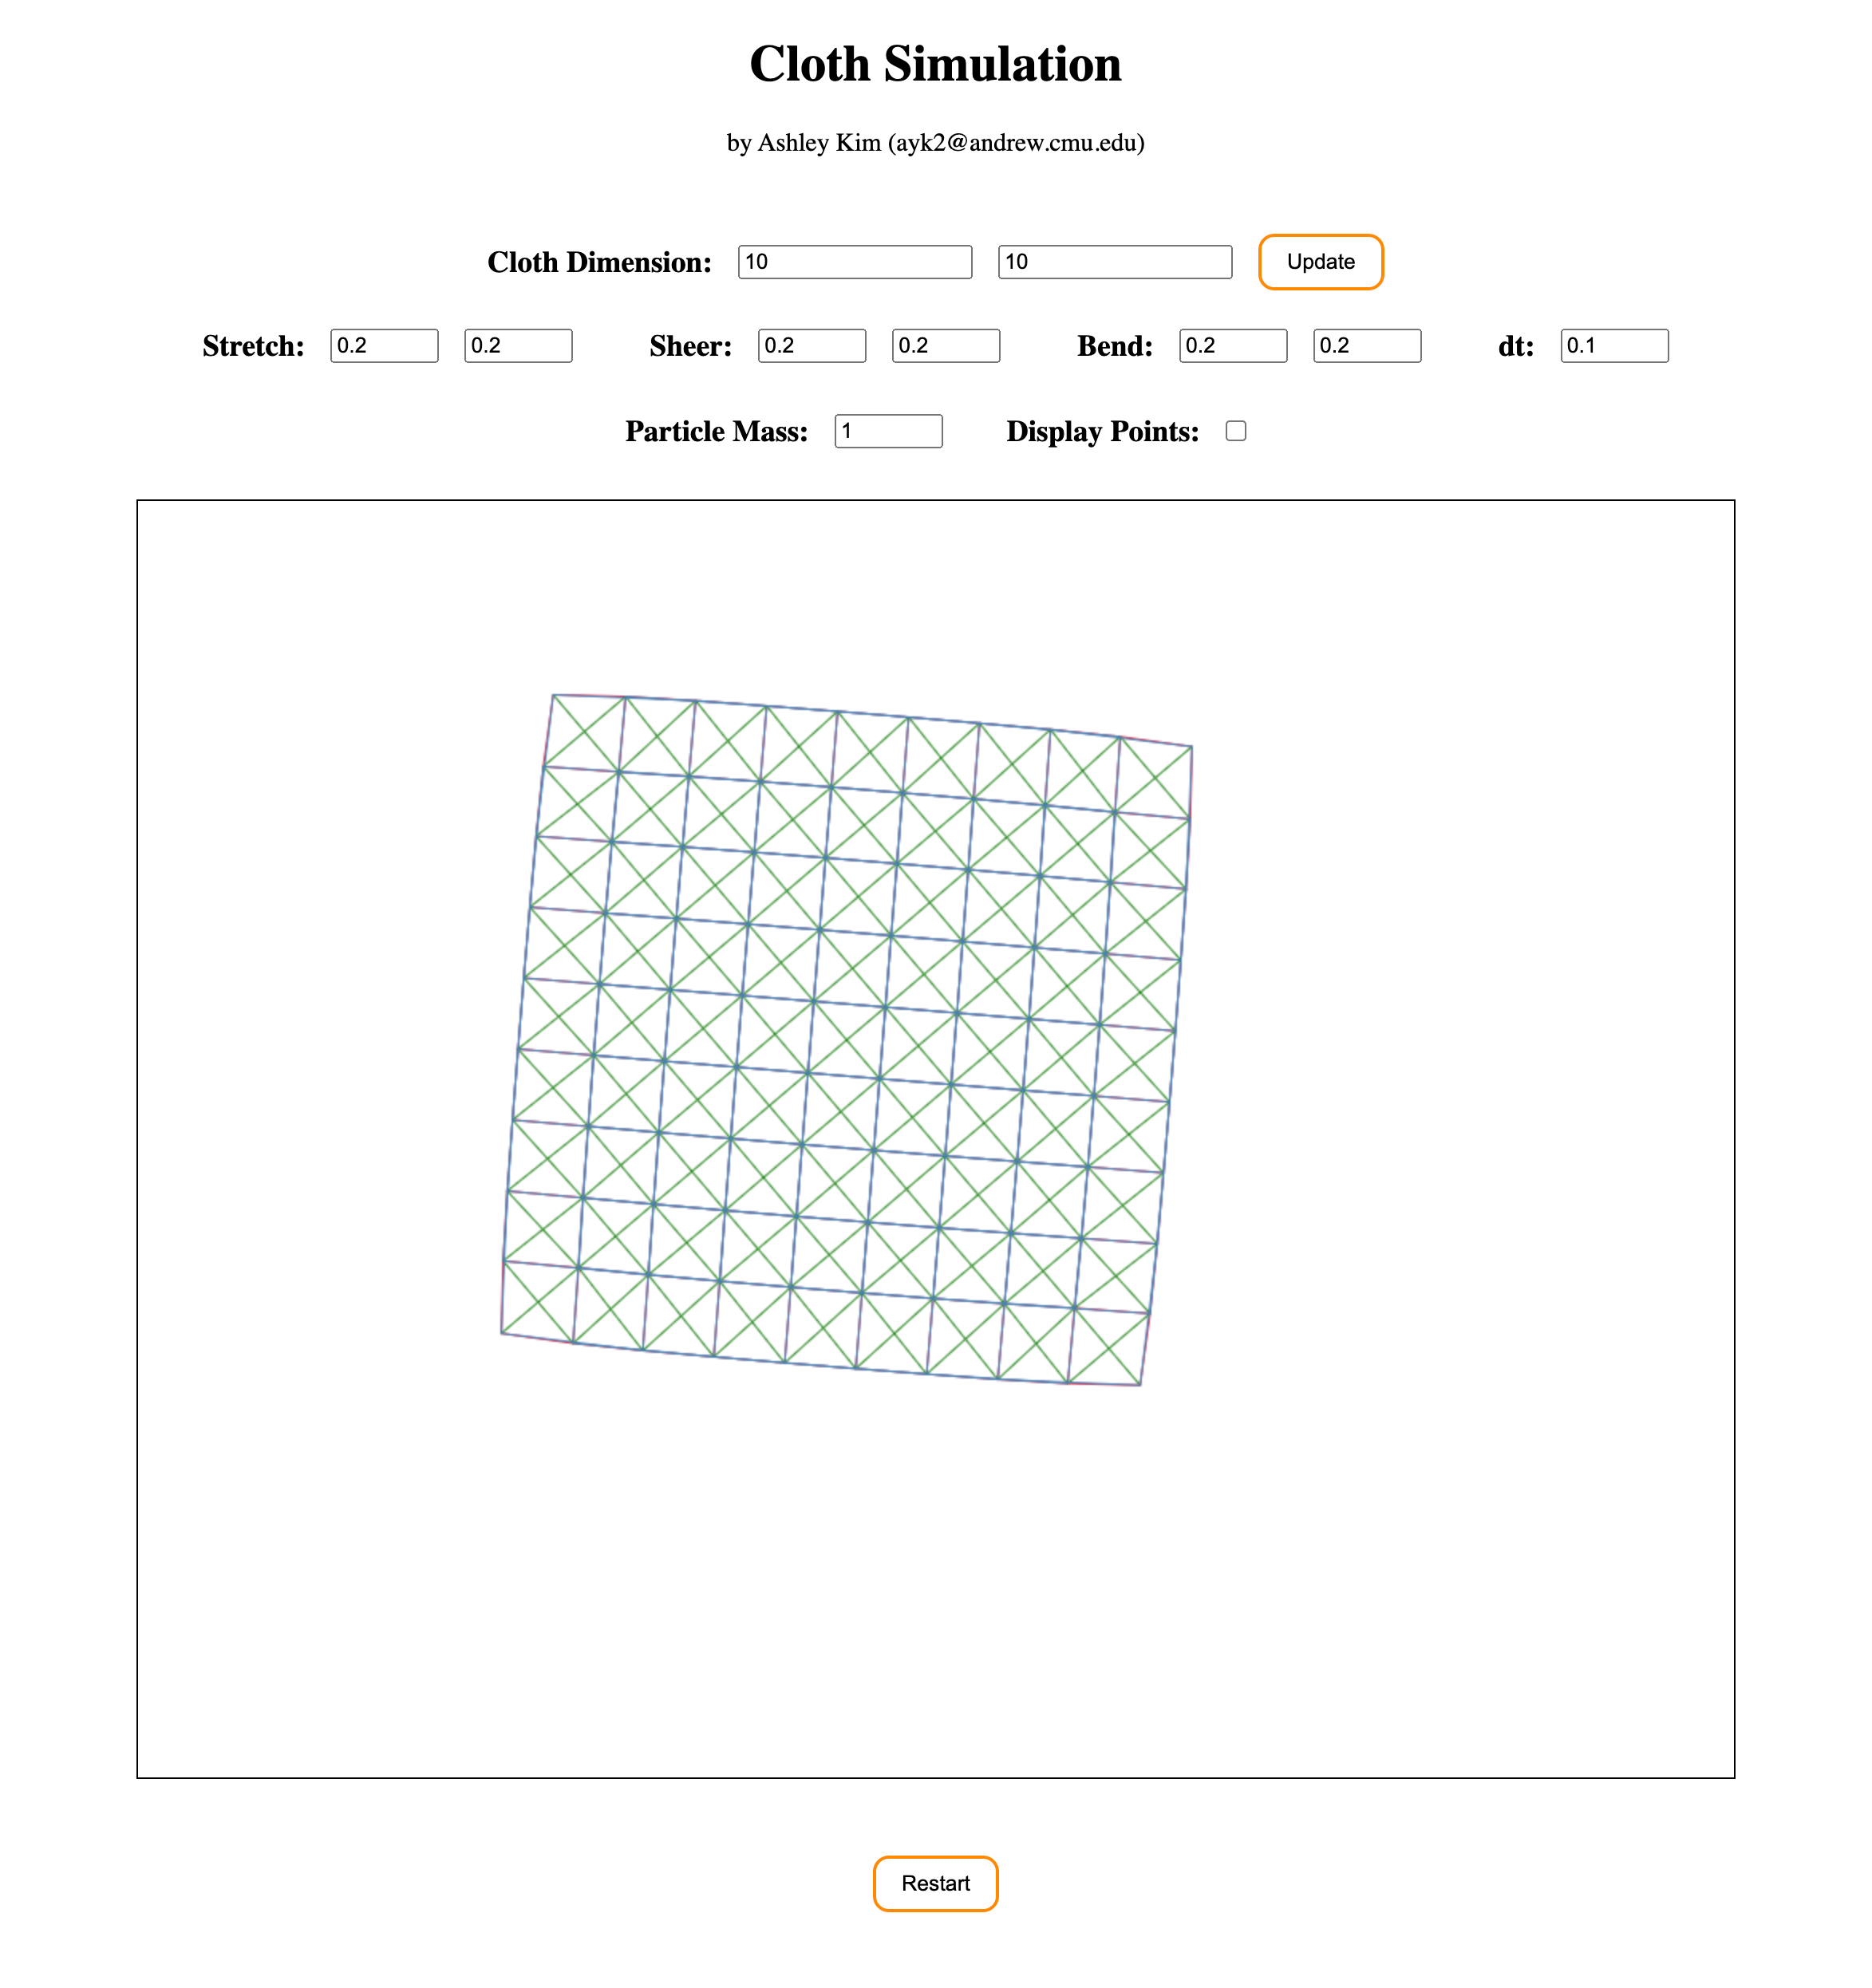 Cloth Simulation
by Ashley Kim (ayk2@andrew.cmu.edu)
Cloth Dimension: 10 10 Update
Stretch: 0.2 0.2 Sheer: 0.2 0.2 Bend: 0.2 0.2 dt: 0.1
Particle Mass: 1 Display Points:
Restart